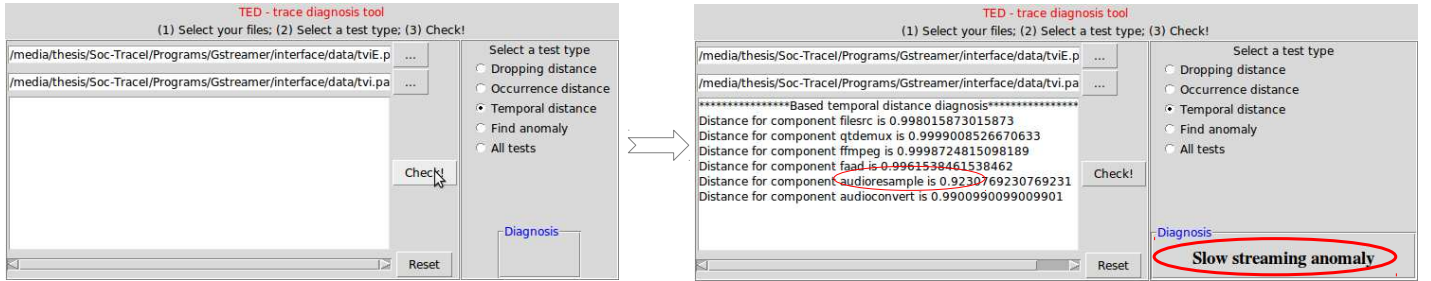 TED - trace diagnosis tool
(1) Select your files; (2) Select a test type; (3) Check!
/media/thesis/Soc-TraceI/Programs/Gstreamer/interface/data/tviE.p
...
/media/thesis/Soc-TraceI/Programs/Gstreamer/interface/data/tvi.pa
...
Select a test type
Dropping distance
Occurrence distance
Temporal distance
Find anomaly
All tests
Check!
Diagnosis
Reset
TED - trace diagnosis tool
(1) Select your files; (2) Select a test type; (3) Check!
/media/thesis/Soc-TraceI/Programs/Gstreamer/interface/data/tviE.p
...
/media/thesis/Soc-TraceI/Programs/Gstreamer/interface/data/tvi.pa
...
****************Based temporal distance diagnosis****************
Distance for component filesrc is 0.998015873015873
Distance for component qtdemux is 0.9999008526670633
Distance for component ffmpeg is 0.9998724815098189
Distance for component faad is 0.9961538461538462
Distance for component audioresample is 0.9230769230769231
Distance for component audioconvert is 0.9900990099009901
Select a test type
Dropping distance
Occurrence distance
Temporal distance
Find anomaly
All tests
Check!
Diagnosis
Slow streaming anomaly
Reset